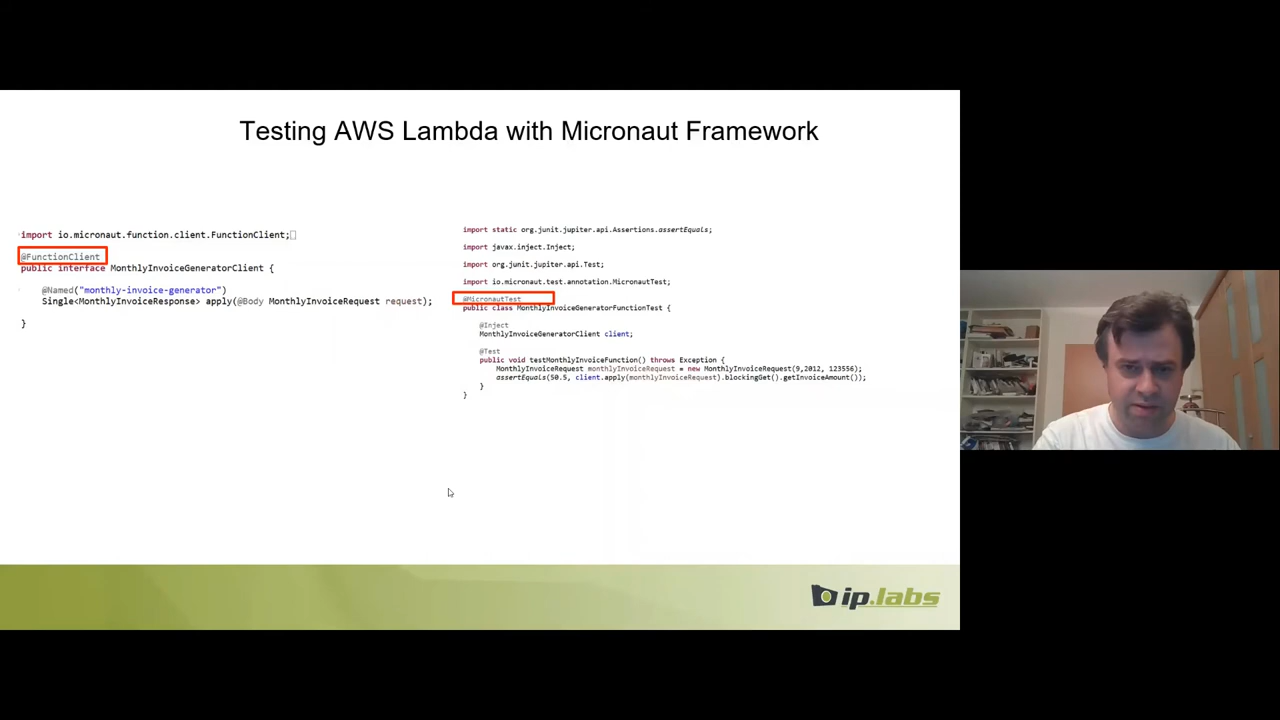 Testing AWS Lambda with Micronaut Framework
import io.micronaut.function.client.FunctionClient;
@FunctionClient
public interface MonthlyInvoiceGeneratorClient {
@Named("monthly-invoice-generator")
Single<MonthlyInvoiceResponse> apply(@Body MonthlyInvoiceRequest request);
}
import static org.junit.jupiter.api.Assertions.assertEquals;
import javax.inject.Inject;
import org.junit.jupiter.api.Test;
import io.micronaut.test.annotation.MicronautTest;
@MicronautTest
public class MonthlyInvoiceGeneratorFunctionTest {
@Inject
MonthlyInvoiceGeneratorClient client;
@Test
public void testMonthlyInvoiceFunction() throws Exception {
MonthlyInvoiceRequest monthlyInvoiceRequest = new MonthlyInvoiceRequest(9,2012, 123556);
assertEquals(50.5, client.apply(monthlyInvoiceRequest).blockingGet().getInvoiceAmount());
}
}
ip.labs